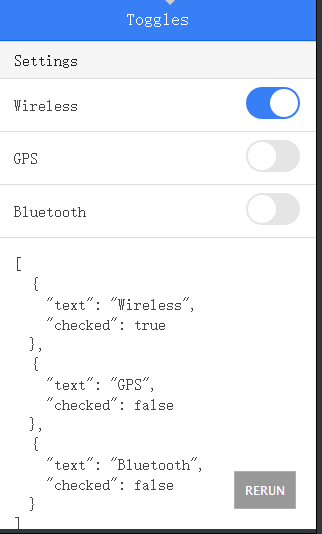 Toggles
Settings
Wireless
GPS
Bluetooth
[
  {
    "text": "Wireless",
    "checked": true
  },
  {
    "text": "GPS",
    "checked": false
  },
  {
    "text": "Bluetooth",
    "checked": false
  }
]
RERUN